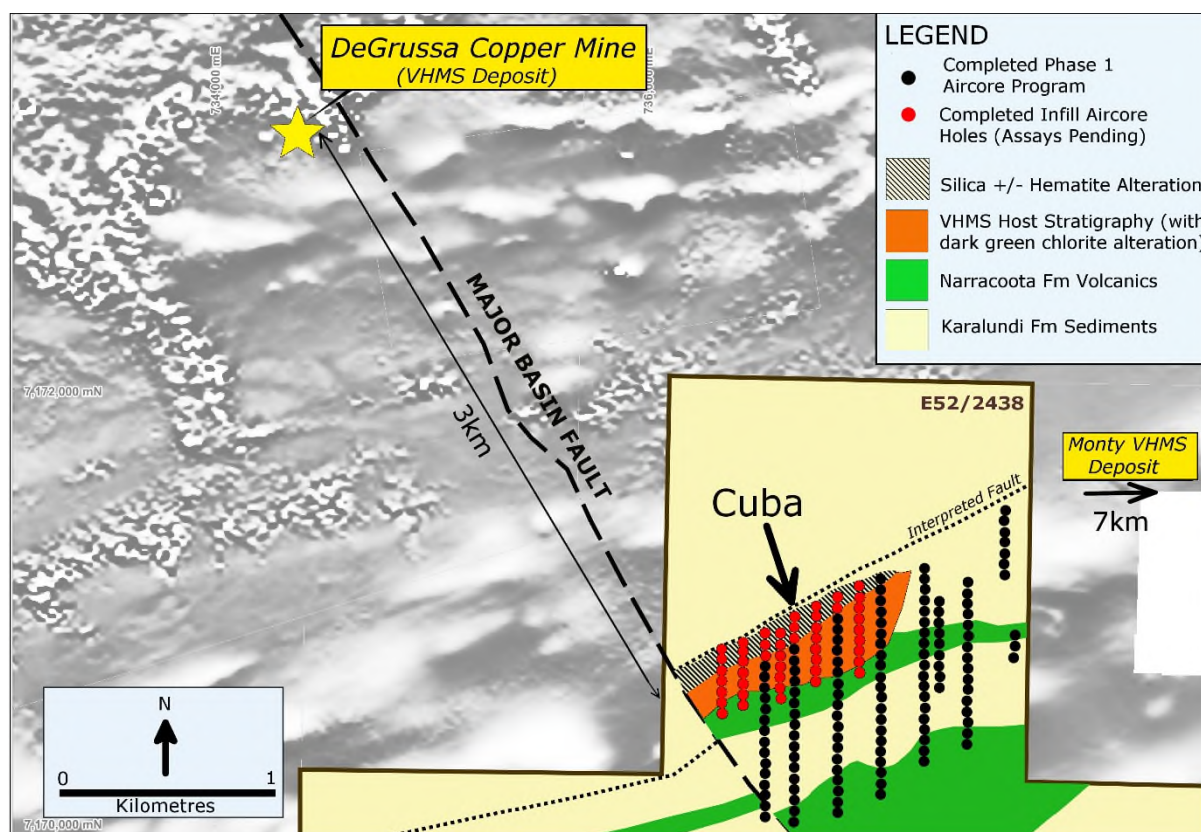 DeGrussa Copper Mine
(VHMS Deposit)
734,000 mE
736,000 mE
LEGEND
Completed Phase 1
Aircore Program
Completed Infill Aircore
Holes (Assays Pending)
Silica +/- Hematite Alteration
VHMS Host Stratigraphy (with
dark green chlorite alteration)
Narracoota Fm Volcanics
Karalundi Fm Sediments
MAJOR BASIN FAULT
3km
7,172,000 mN
E52/2438
Monty VHMS
Deposit
7km
Interpreted Fault
Cuba
N
0 1
Kilometres
7,170,000 mN